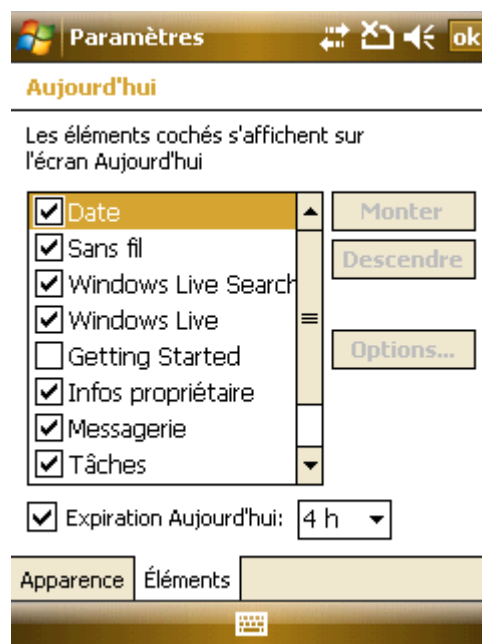 Paramètres
ok
Aujourd'hui
Les éléments cochés s'affichent sur
l'écran Aujourd'hui
Date
Sans fil
Windows Live Search
Windows Live
Getting Started
Infos propriétaire
Messagerie
Tâches
Monter
Descendre
Options...
Expiration Aujourd'hui: 4 h
Apparence Éléments